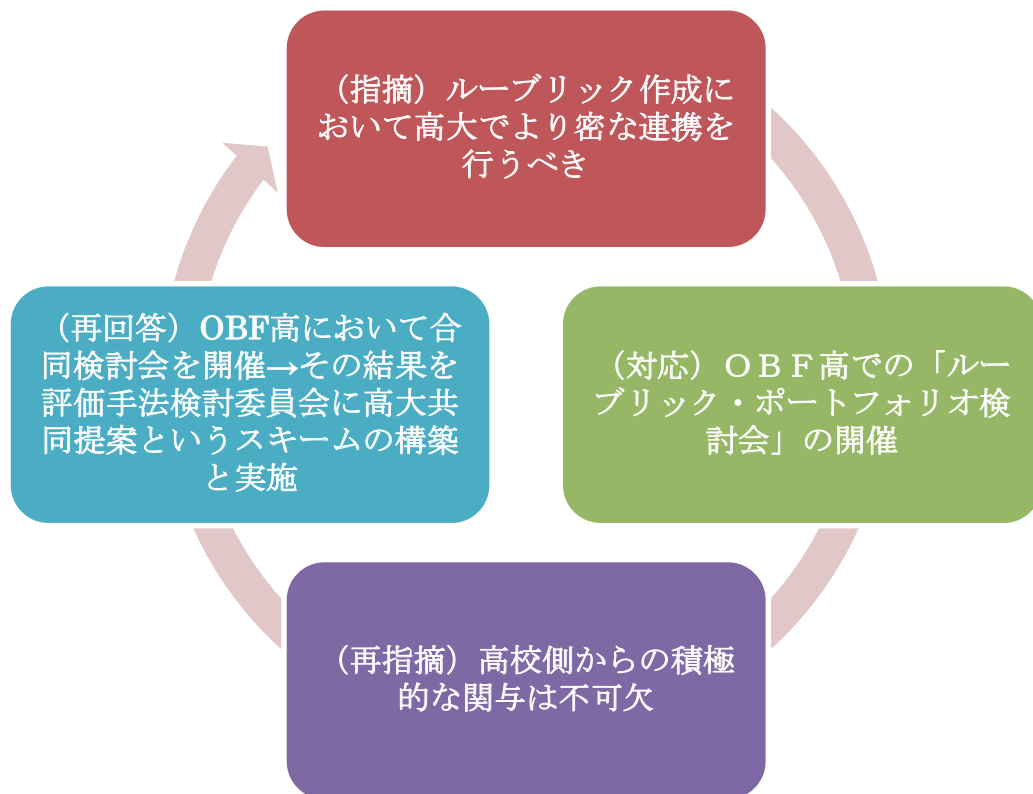 （指摘）ルーブリック作成に
おいて高大でより密な連携を
行うべき
（対応）ＯＢＦ高での「ルー
ブリック・ポートフォリオ検
討会」の開催
（再指摘）高校側からの積極
的な関与は不可欠
（再回答）OBF高において合
同検討会を開催→その結果を
評価手法検討委員会に高大共
同提案というスキームの構築
と実施